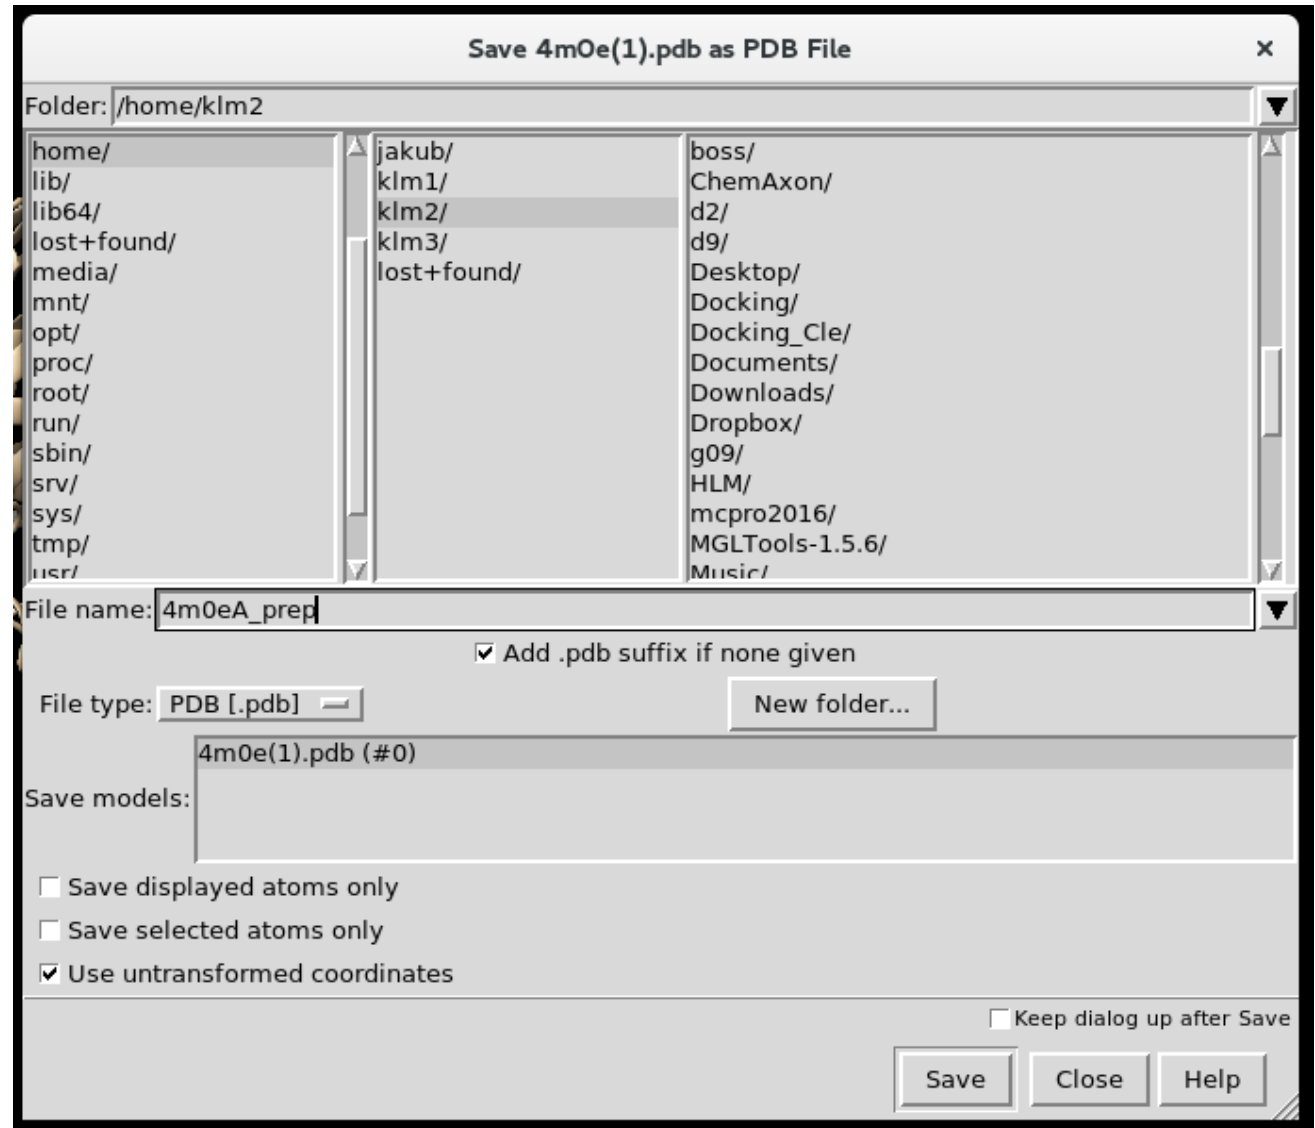 Save 4m0e(1).pdb as PDB File
Folder: /home/klm2
home/
lib/
lib64/
lost+found/
media/
mnt/
opt/
proc/
root/
run/
sbin/
srv/
sys/
tmp/
usr/
jakub/
klm1/
klm2/
klm3/
lost+found/
boss/
ChemAxon/
d2/
d9/
Desktop/
Docking/
Docking_Cle/
Documents/
Downloads/
Dropbox/
g09/
HLM/
mcpro2016/
MGLTools-1.5.6/
Music/
File name: 4m0eA_prep
Add .pdb suffix if none given
File type: PDB [.pdb]
New folder...
Save models: 4m0e(1).pdb (#0)
Save displayed atoms only
Save selected atoms only
Use untransformed coordinates
Keep dialog up after Save
Save Close Help